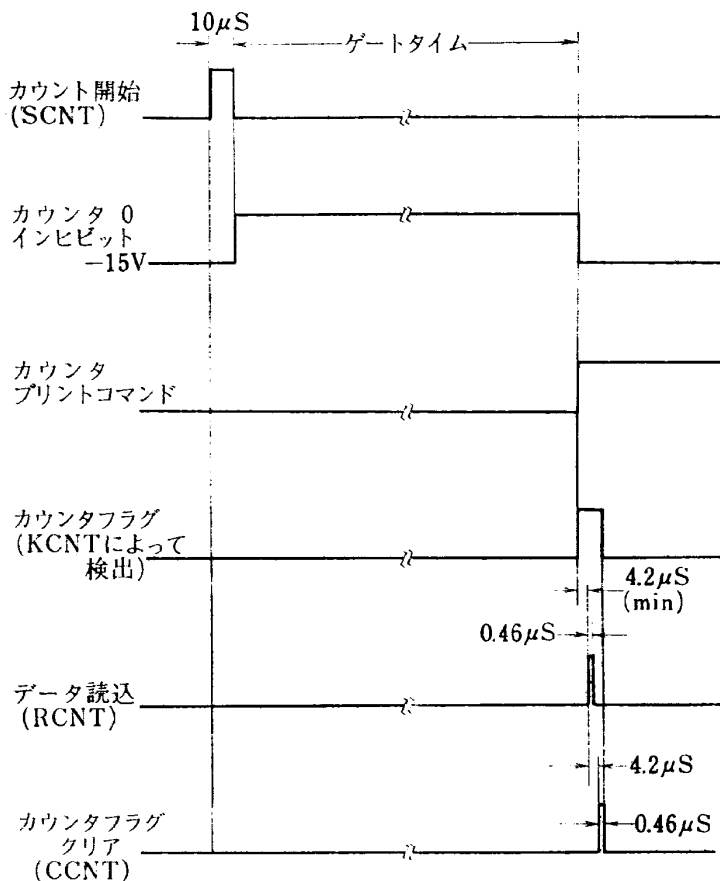 10μS
ゲートタイム
カウント開始
(SCNT)
カウンタ 0
インヒビット
−15V
カウンタ
プリントコマンド
カウンタフラグ
(KCNTによって
検出)
4.2μS
(min)
0.46μS
データ読込
(RCNT)
4.2μS
カウンタフラグ
クリア
(CCNT)
0.46μS